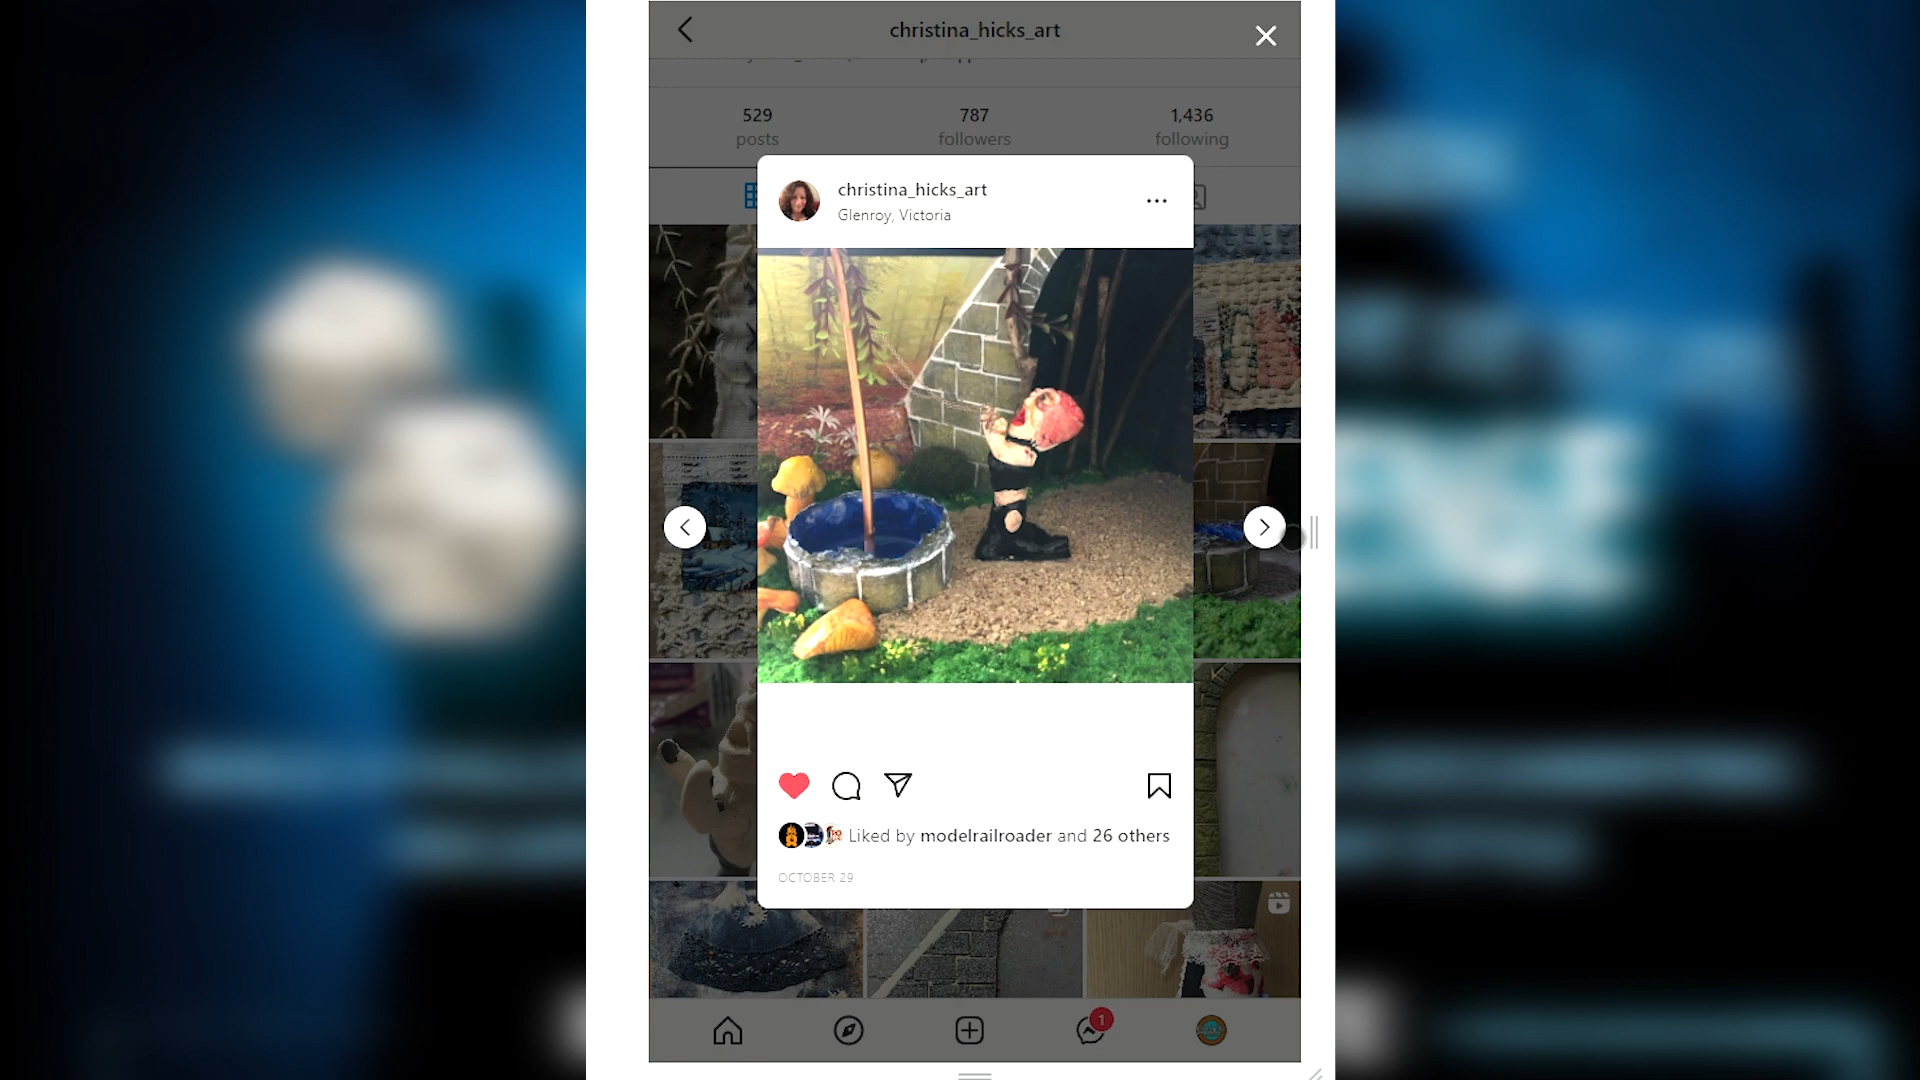 christina_hicks_art
529
posts
787
followers
1,436
following
christina_hicks_art
Glenroy, Victoria
Liked by modelrailroader and 26 others
OCTOBER 29
1